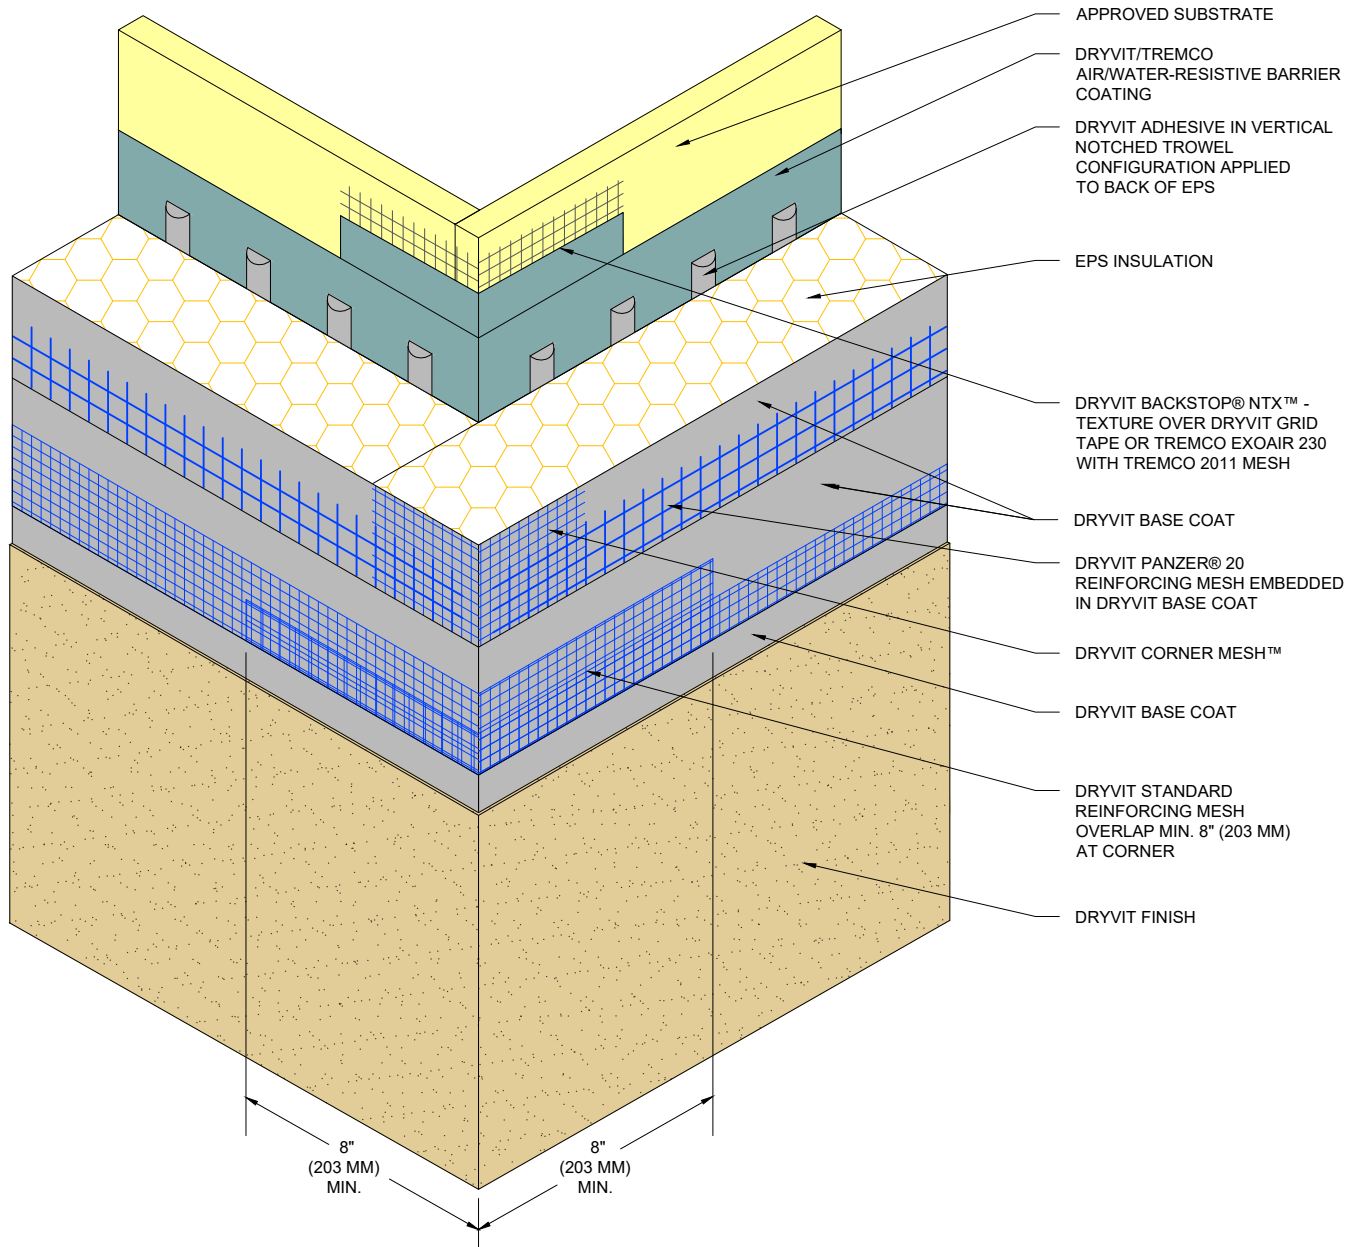 APPROVED SUBSTRATE
DRYVIT/TREMCO
AIR/WATER-RESISTIVE BARRIER
COATING
DRYVIT ADHESIVE IN VERTICAL
NOTCHED TROWEL
CONFIGURATION APPLIED
TO BACK OF EPS
EPS INSULATION
DRYVIT BACKSTOP® NTX™ -
TEXTURE OVER DRYVIT GRID
TAPE OR TREMCO EXOAIR 230
WITH TREMCO 2011 MESH
DRYVIT BASE COAT
DRYVIT PANZER® 20
REINFORCING MESH EMBEDDED
IN DRYVIT BASE COAT
DRYVIT CORNER MESH™
DRYVIT BASE COAT
DRYVIT STANDARD
REINFORCING MESH
OVERLAP MIN. 8" (203 MM)
AT CORNER
DRYVIT FINISH
8"
(203 MM)
MIN.
8"
(203 MM)
MIN.